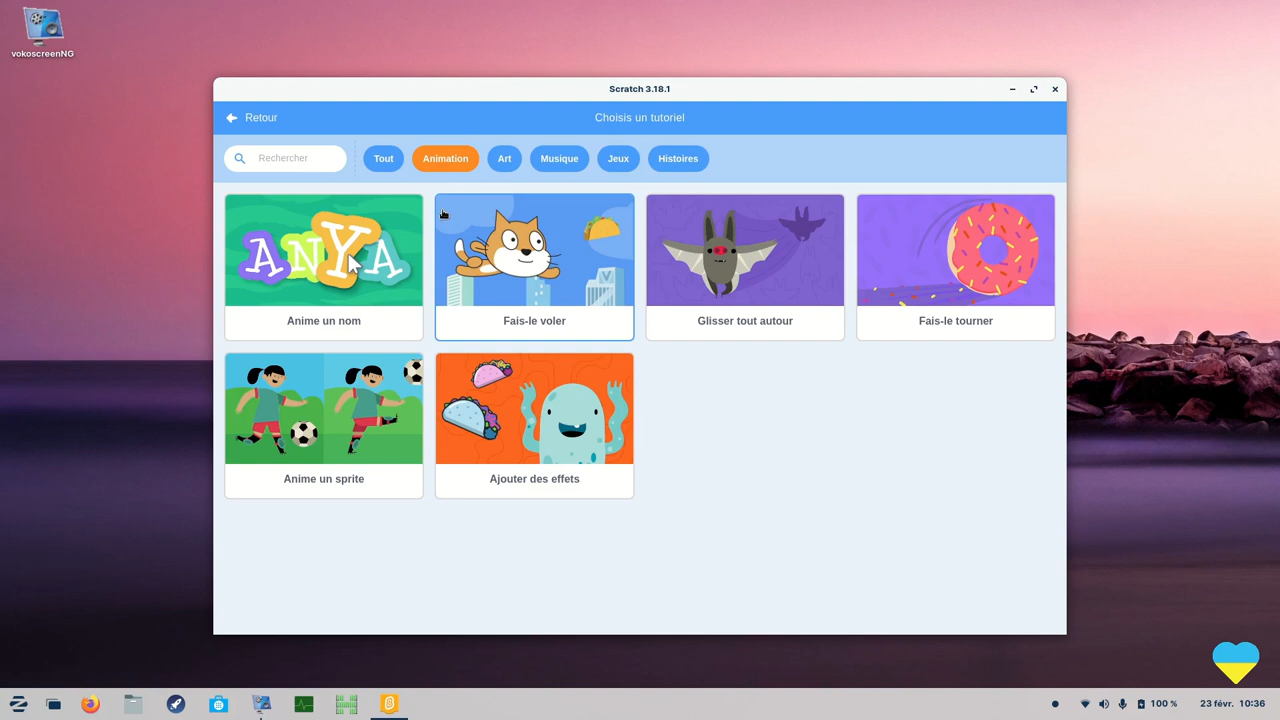 vokoscreenNG
Scratch 3.18.1
Retour
Choisis un tutoriel
Rechercher
Tout
Animation
Art
Musique
Jeux
Histoires
ANYA
Anime un nom
Fais-le voler
Glisser tout autour
Fais-le tourner
Anime un sprite
Ajouter des effets
100 %
23 févr. 10:36